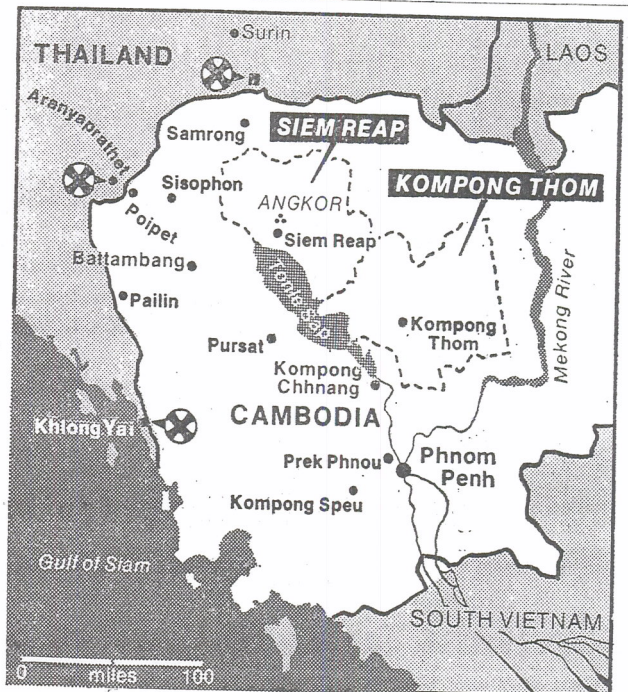 Surin
THAILAND
LAOS
Aranyaprathet
Samrong
SIEM REAP
KOMPONG THOM
Sisophon
ANGKOR
Poipet
Siem Reap
Battambang
Tonle Sap
Pailin
Mekong River
Kompong
Thom
Pursat
Kompong
Chhnang
CAMBODIA
Khlong Yai
Prek Phnou
Phnom
Penh
Kompong Speu
Gulf of Siam
SOUTH VIETNAM
0 miles 100